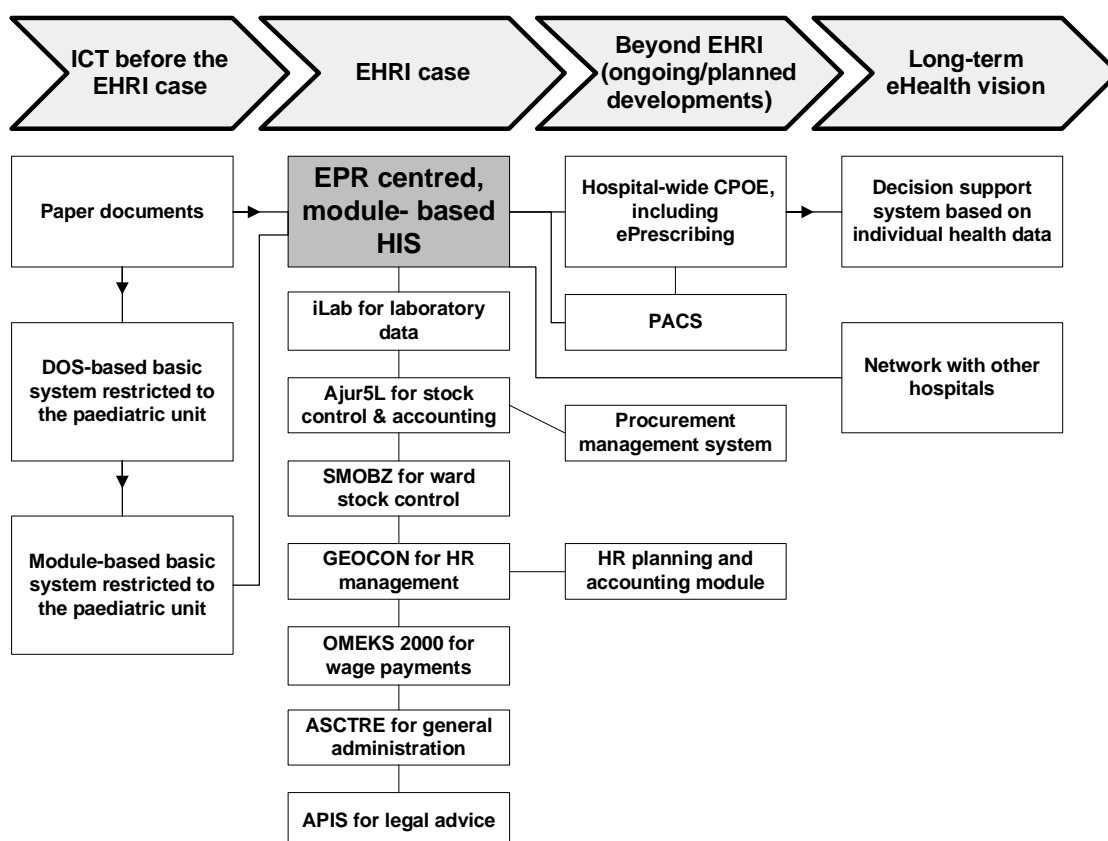 ICT before the
EHRI case
EHRI case
Beyond EHRI
(ongoing/planned
developments)
Long-term
eHealth vision
Paper documents
DOS-based basic
system restricted to
the paediatric unit
Module-based basic
system restricted to
the paediatric unit
EPR centred,
module- based
HIS
iLab for laboratory
data
Ajur5L for stock
control & accounting
SMOBZ for ward
stock control
GEOCON for HR
management
OMEKS 2000 for
wage payments
ASCTRE for general
administration
APIS for legal advice
Hospital-wide CPOE,
including
ePrescribing
PACS
Procurement
management system
HR planning and
accounting module
Decision support
system based on
individual health data
Network with other
hospitals